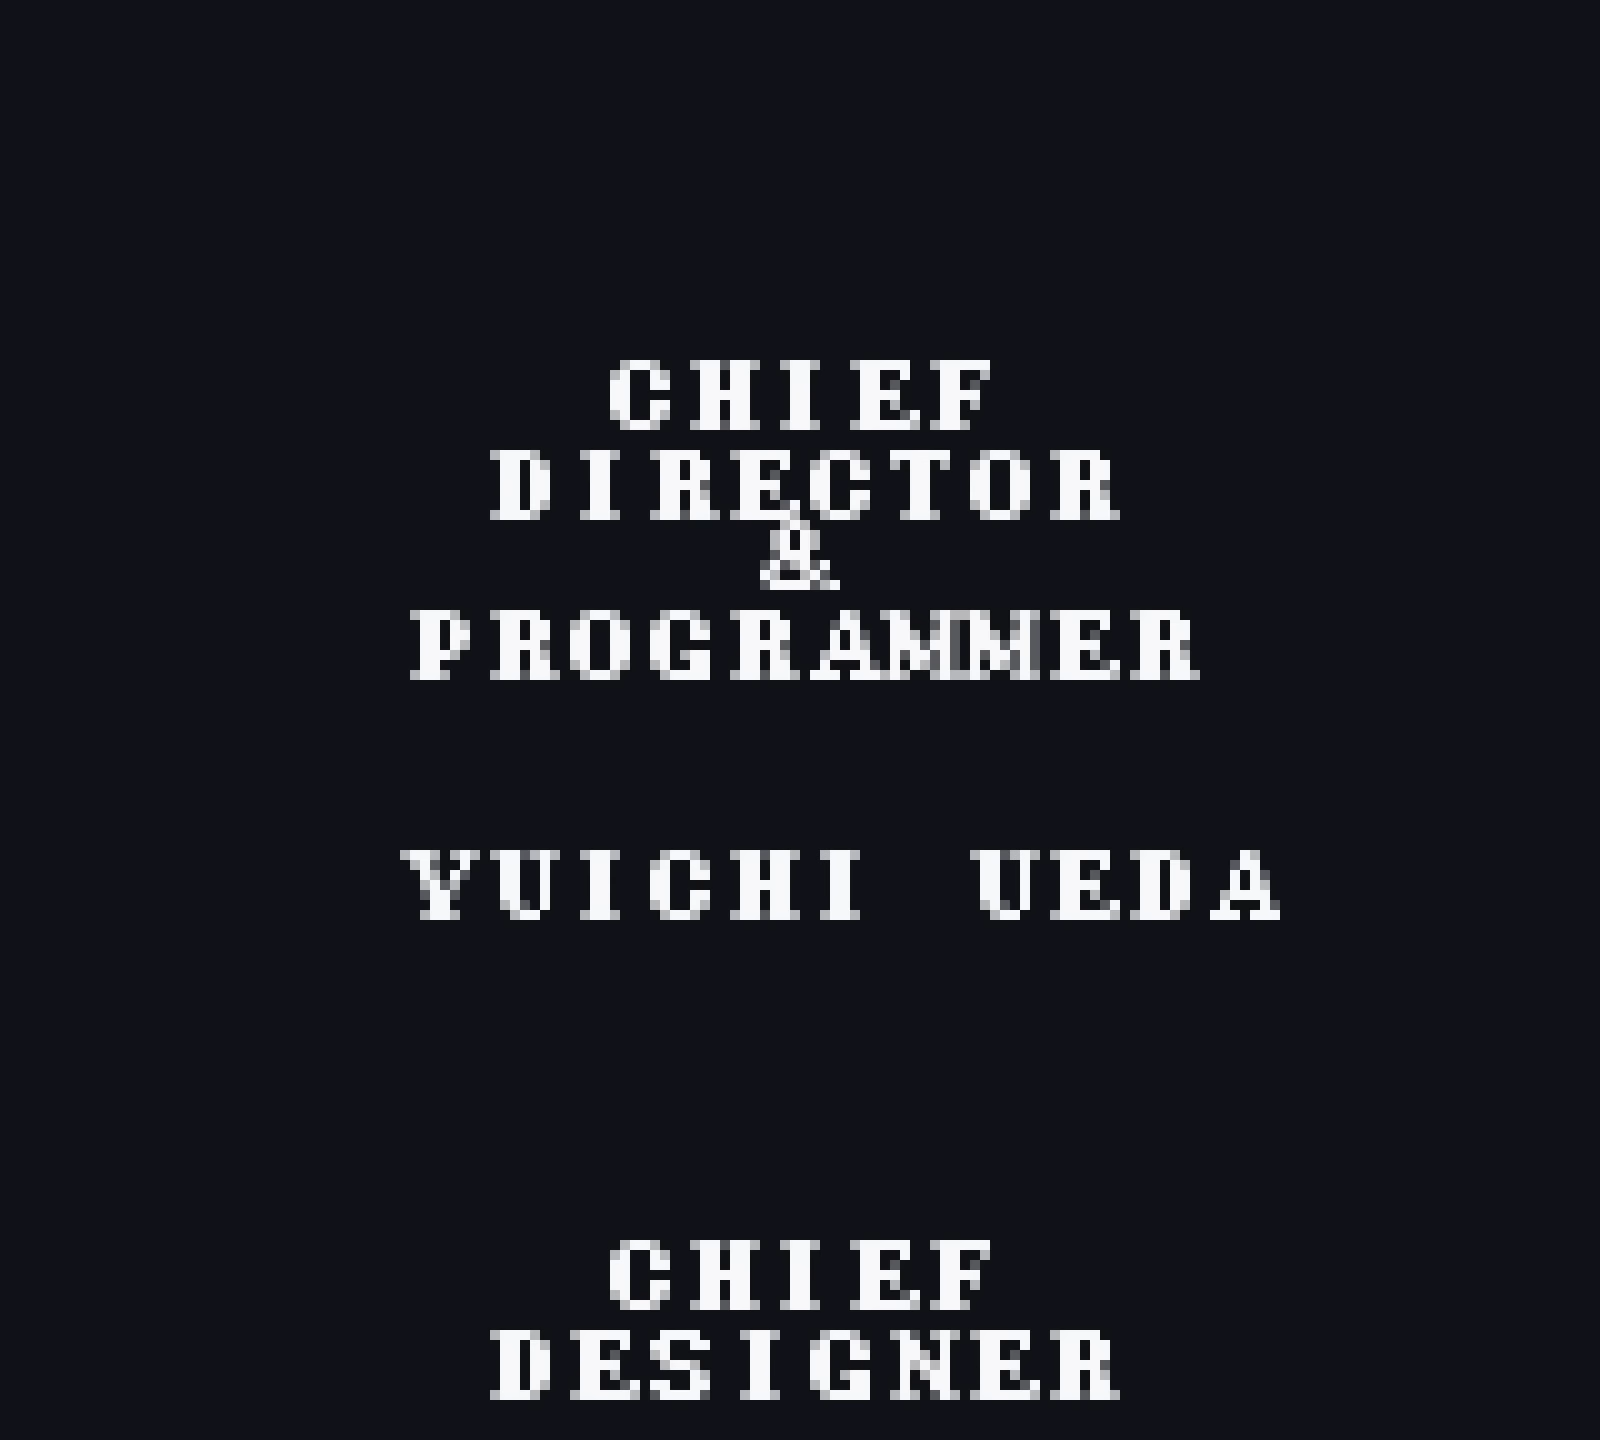 CHIEF
DIRECTOR
&
PROGRAMMER
YUICHI UEDA
CHIEF
DESIGNER